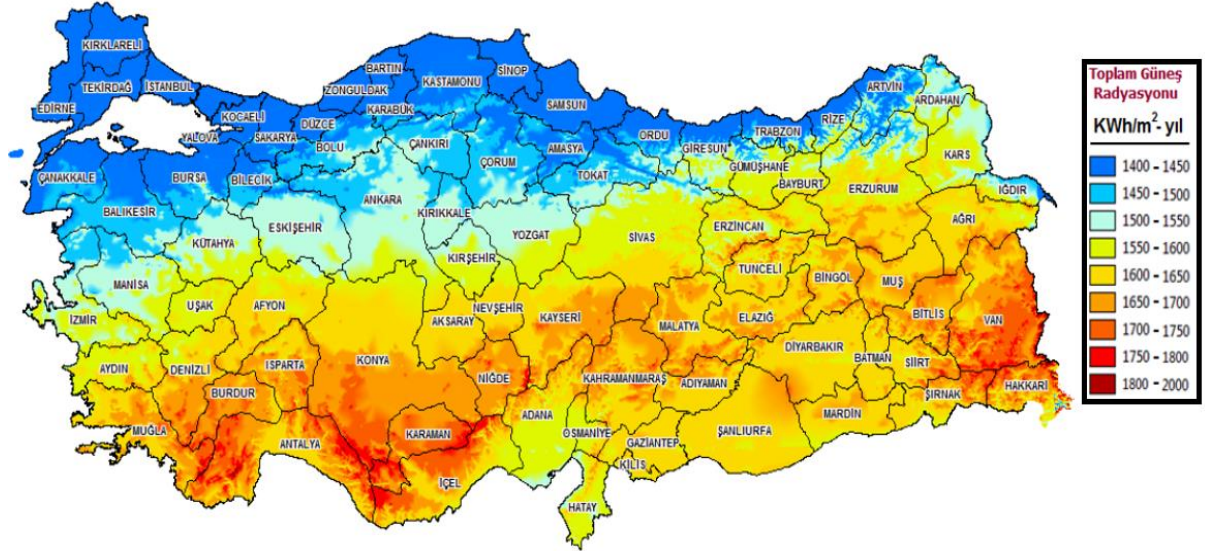 KIRKLARELİ
TEKİRDAĞ
İSTANBUL
EDİRNE
KOCAELİ
YALOVA
SAKARYA
DÜZCE
ZONGULDAK
BARTIN
KARABÜK
KASTAMONU
SİNOP
SAMSUN
BOLU
ÇANKIRI
ÇORUM
AMASYA
TOKAT
ORDU
GİRESUN
TRABZON
RİZE
ARTVİN
ARDAHAN
GÜMÜŞHANE
BAYBURT
ERZURUM
KARS
IĞDIR
AĞRI
ÇANAKKALE
BURSA
BİLECİK
BALIKEŞİR
KÜTAHYA
ESKİŞEHİR
ANKARA
KIRIKKALE
YOZGAT
KIRŞEHİR
SİVAS
ERZİNCAN
TUNCELİ
BİNGÖL
MUŞ
BİTLİS
VAN
MANİSA
UŞAK
AFYON
İZMİR
AYDIN
DENİZLİ
ISPARTA
BURDUR
MUĞLA
ANTALYA
KONYA
AKSARAY
NEVŞEHİR
KAYSERİ
NİĞDE
KARAMAN
İÇEL
ADANA
MALATYA
ELAZIĞ
KAHRAMANMARAŞ
ADIYAMAN
OSMANİYE
GAZİANTEP
KİLİS
HATAY
ŞANLIURFA
DİYARBAKIR
BATMAN
MARDİN
SİİRT
ŞIRNAK
HAKKARİ
Toplam Güneş
Radyasyonu
KWh/m²- yıl
1400 - 1450
1450 - 1500
1500 - 1550
1550 - 1600
1600 - 1650
1650 - 1700
1700 - 1750
1750 - 1800
1800 - 2000